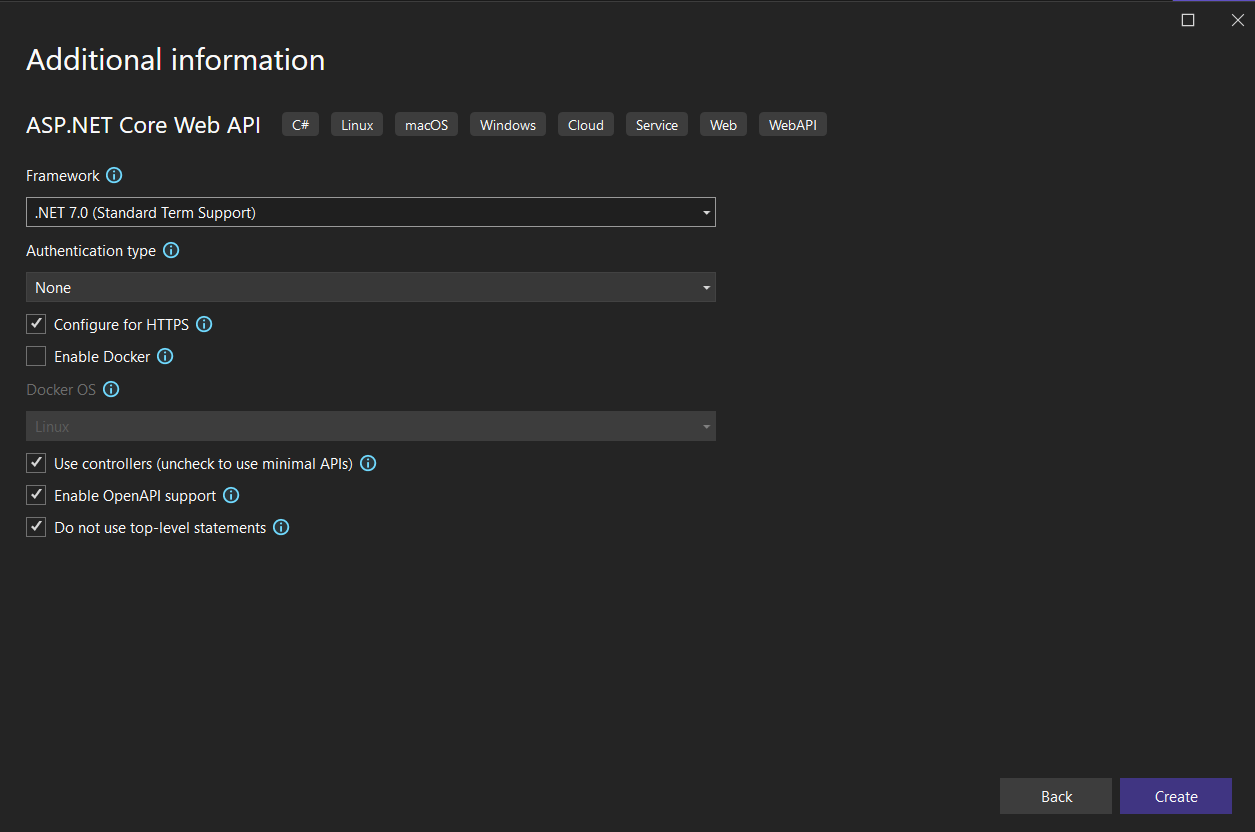 Additional information
ASP.NET Core Web API C# Linux macOS Windows Cloud Service Web WebAPI
Framework
.NET 7.0 (Standard Term Support)
Authentication type
None
Configure for HTTPS
Enable Docker
Docker OS
Linux
Use controllers (uncheck to use minimal APIs)
Enable OpenAPI support
Do not use top-level statements
Back Create